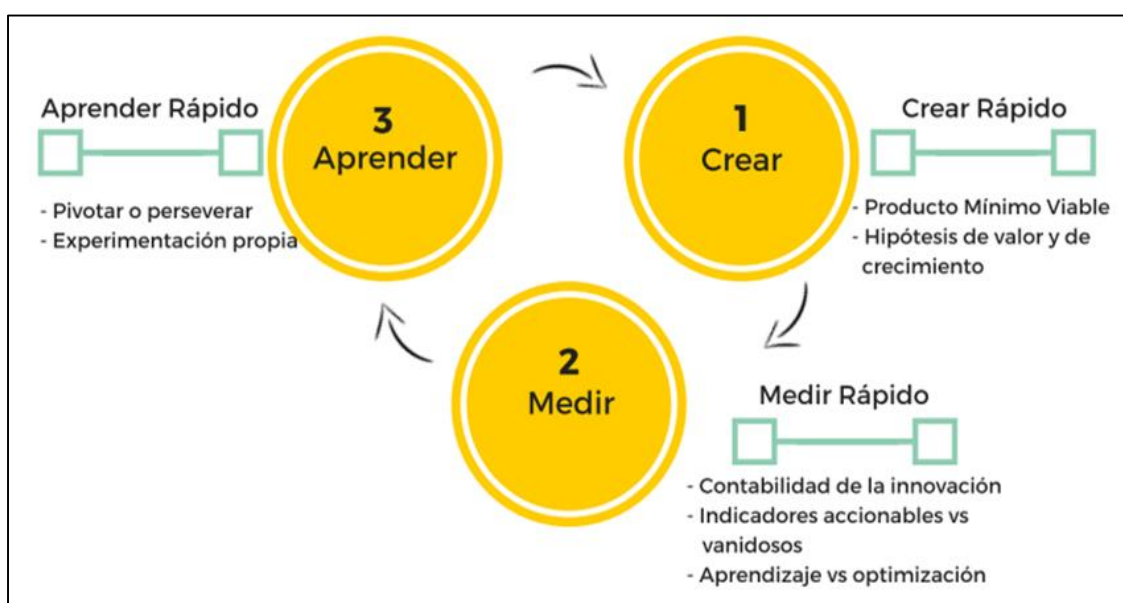 1
Crear
Crear Rápido
- Producto Mínimo Viable
- Hipótesis de valor y de
crecimiento
2
Medir
Medir Rápido
- Contabilidad de la innovación
- Indicadores accionables vs
vanidosos
- Aprendizaje vs optimización
3
Aprender
Aprender Rápido
- Pivotar o perseverar
- Experimentación propia